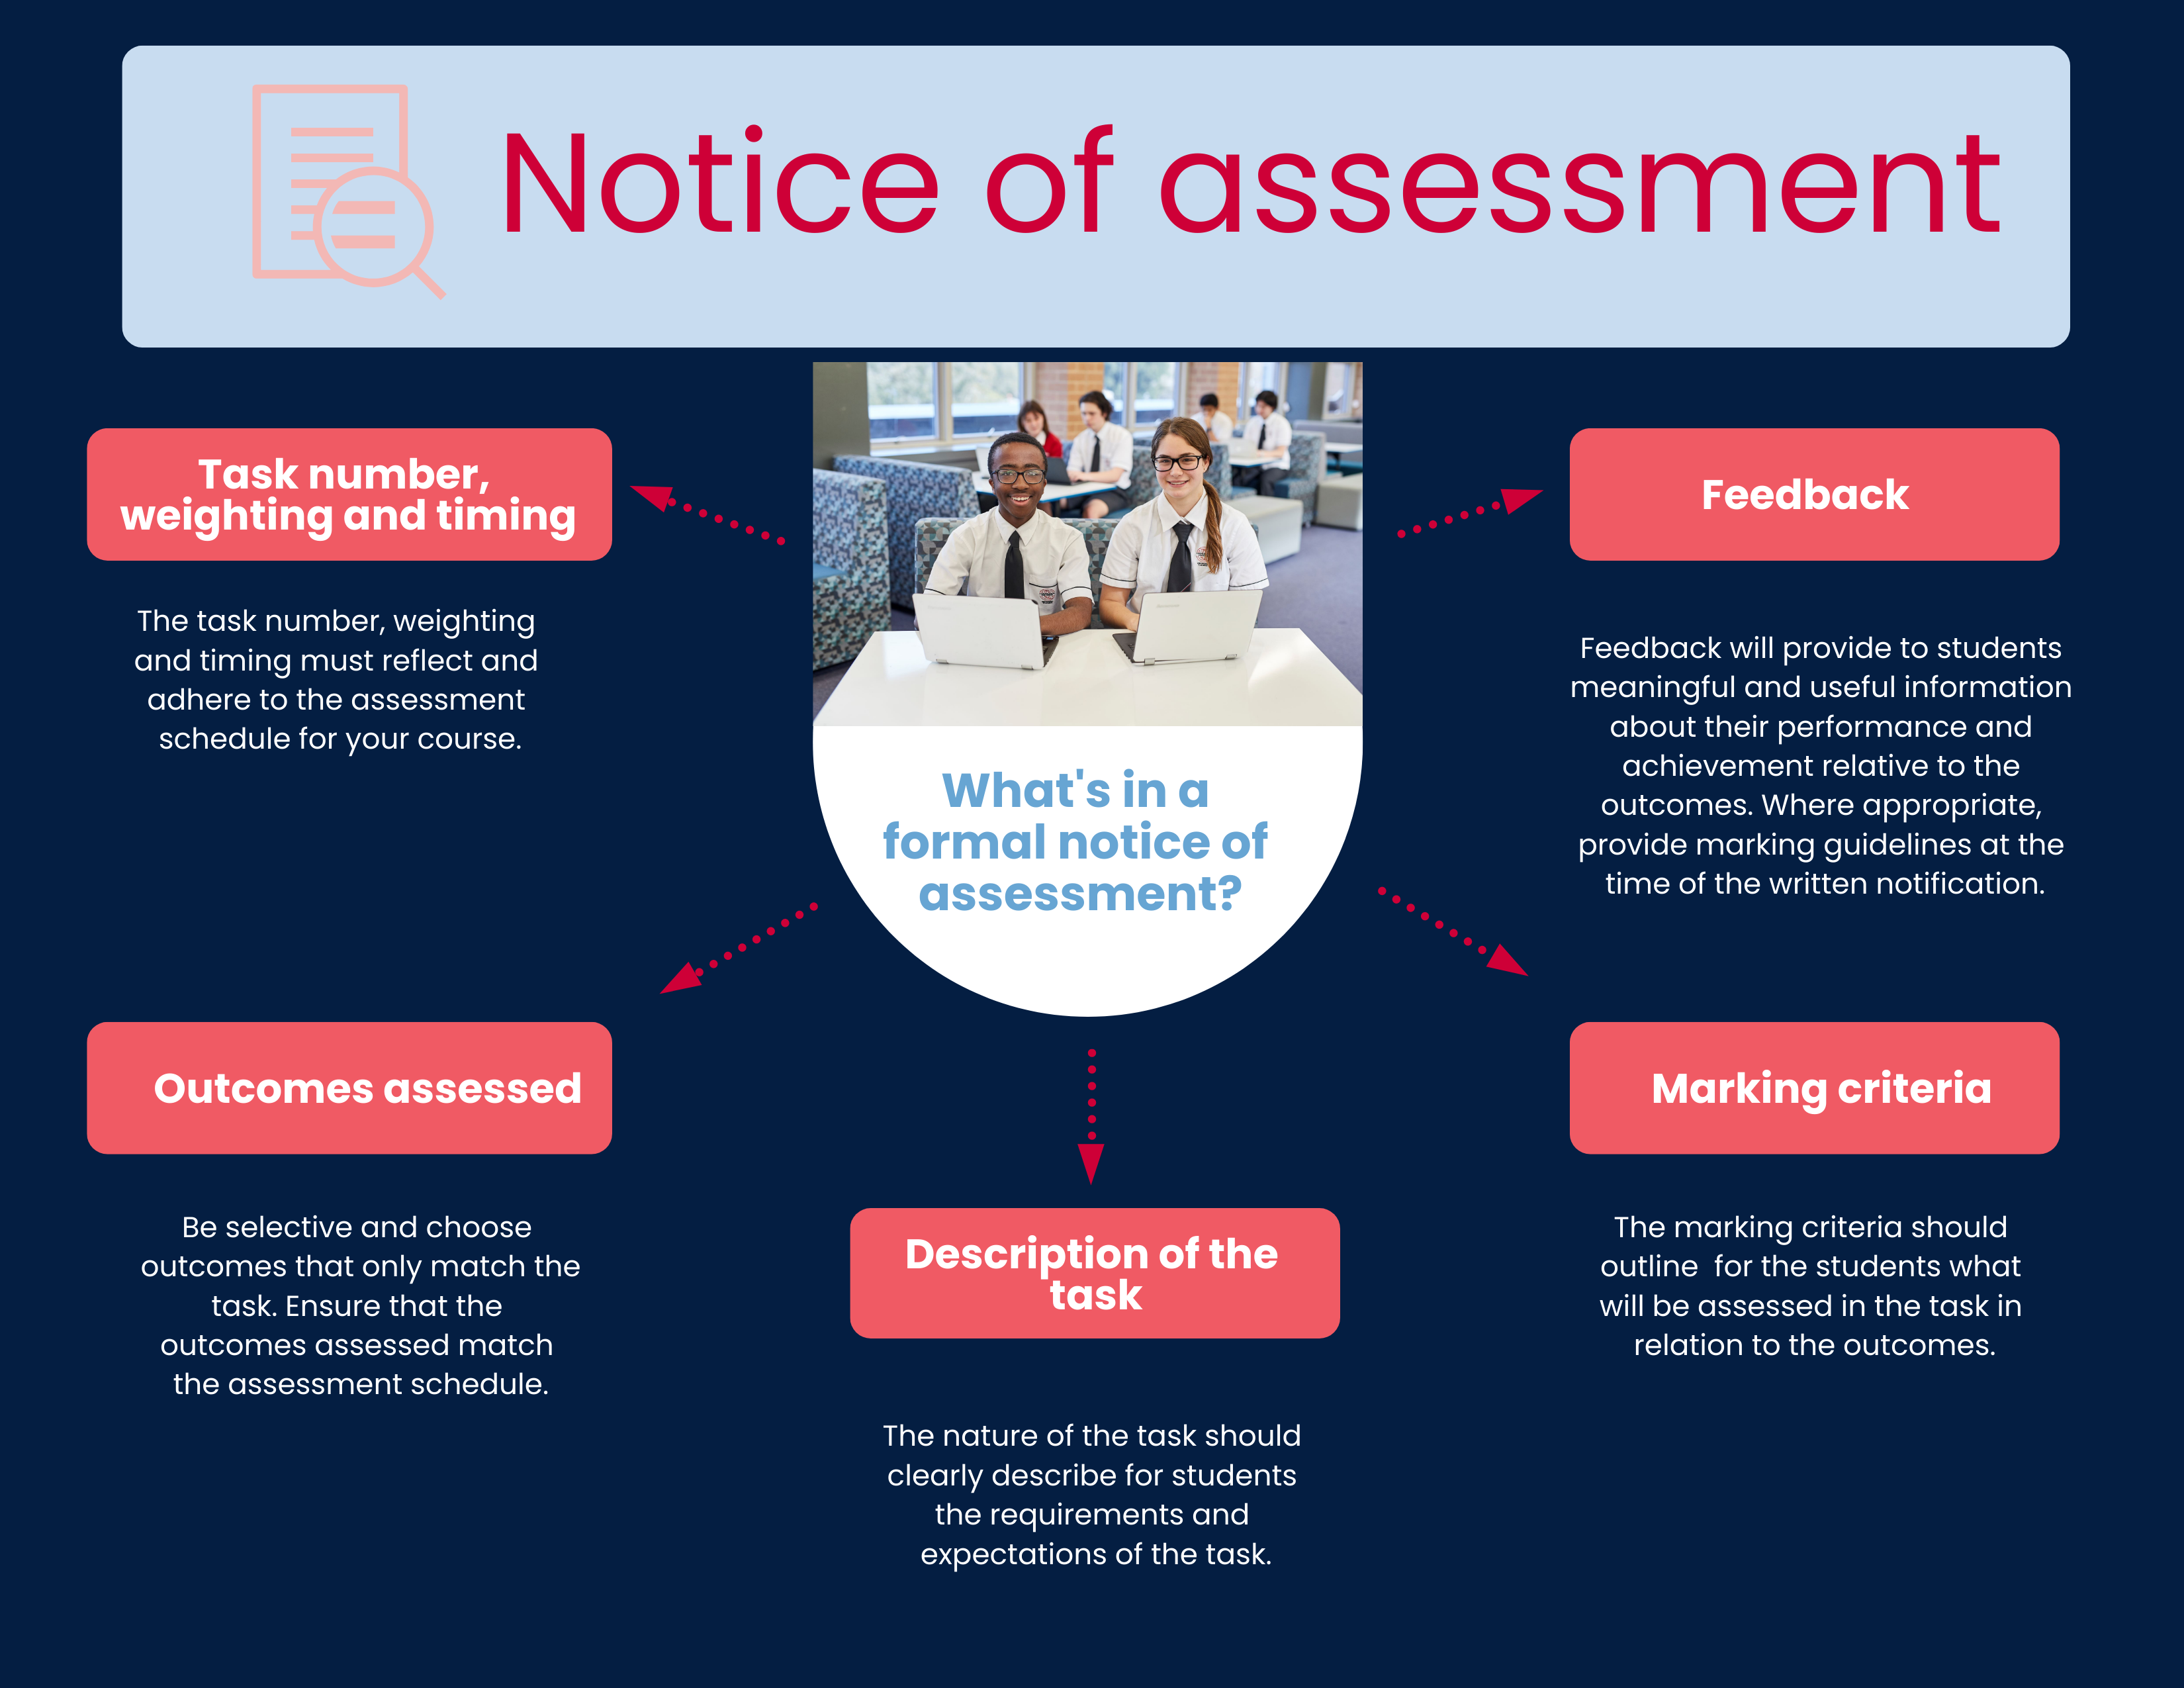 Notice of assessment
Task number,
weighting and timing
The task number, weighting
and timing must reflect and
adhere to the assessment
schedule for your course.
Feedback
Feedback will provide to students
meaningful and useful information
about their performance and
achievement relative to the
outcomes. Where appropriate,
provide marking guidelines at the
time of the written notification.
What's in a
formal notice of
assessment?
Outcomes assessed
Be selective and choose
outcomes that only match the
task. Ensure that the
outcomes assessed match
the assessment schedule.
Description of the
task
The nature of the task should
clearly describe for students
the requirements and
expectations of the task.
Marking criteria
The marking criteria should
outline  for the students what
will be assessed in the task in
relation to the outcomes.